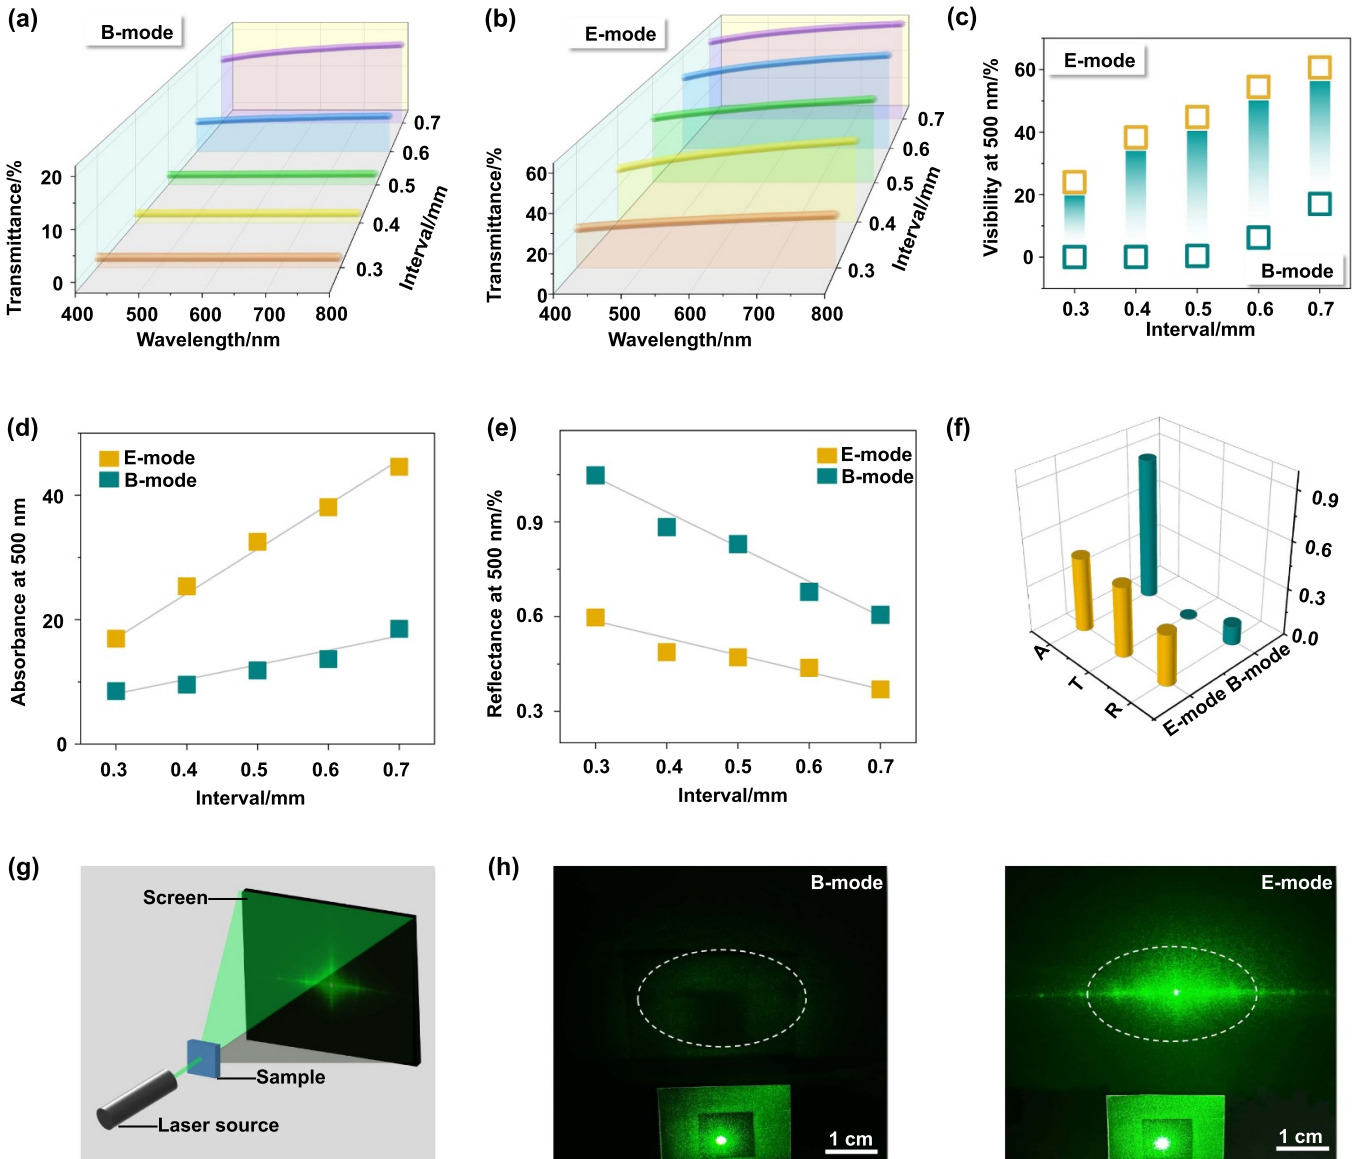 (a)
B-mode
Transmittance/%
20
10
0
400
500
600
700
800
Wavelength/nm
0.3
0.4
0.5
0.6
0.7
Interval/mm
(b)
E-mode
Transmittance/%
60
40
20
0
400
500
600
700
800
Wavelength/nm
0.3
0.4
0.5
0.6
0.7
Interval/mm
(c)
E-mode
B-mode
Visibility at 500 nm/%
60
40
20
0
0.3
0.4
0.5
0.6
0.7
Interval/mm
(d)
E-mode
B-mode
Absorbance at 500 nm
40
20
0
0.3
0.4
0.5
0.6
0.7
Interval/mm
(e)
E-mode
B-mode
Reflectance at 500 nm/%
0.9
0.6
0.3
0.3
0.4
0.5
0.6
0.7
Interval/mm
(f)
0.9
0.6
0.3
0.0
A
T
R
E-mode
B-mode
(g)
Screen
Sample
Laser source
(h)
B-mode
1 cm
E-mode
1 cm